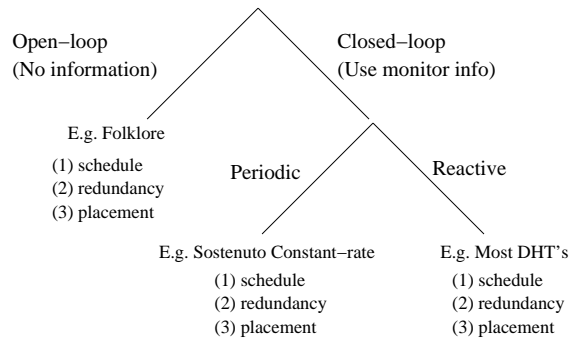 Open−loop
(No information)
Closed−loop
(Use monitor info)
E.g. Folklore
(1) schedule
(2) redundancy
(3) placement
Periodic
Reactive
E.g. Sostenuto Constant−rate
(1) schedule
(2) redundancy
(3) placement
E.g. Most DHT's
(1) schedule
(2) redundancy
(3) placement